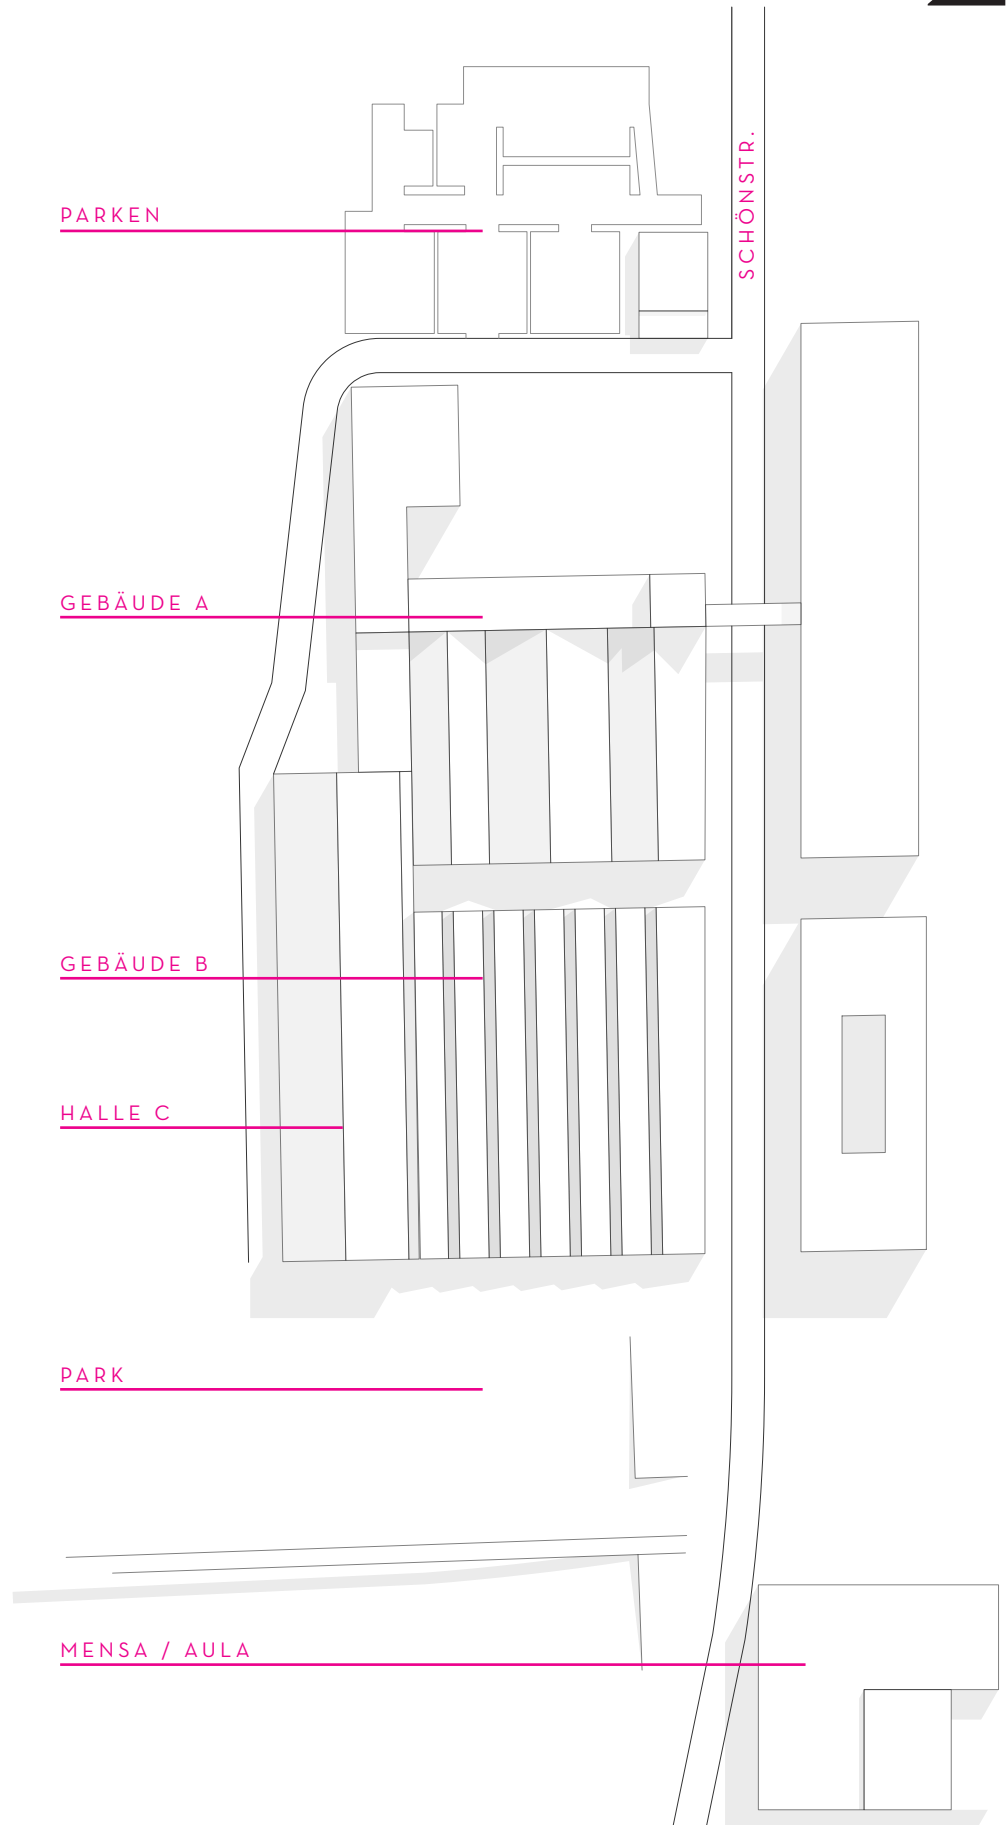 SCHÖNSTR.
PARKEN
GEBÄUDE A
GEBÄUDE B
HALLE C
PARK
MENSA / AULA